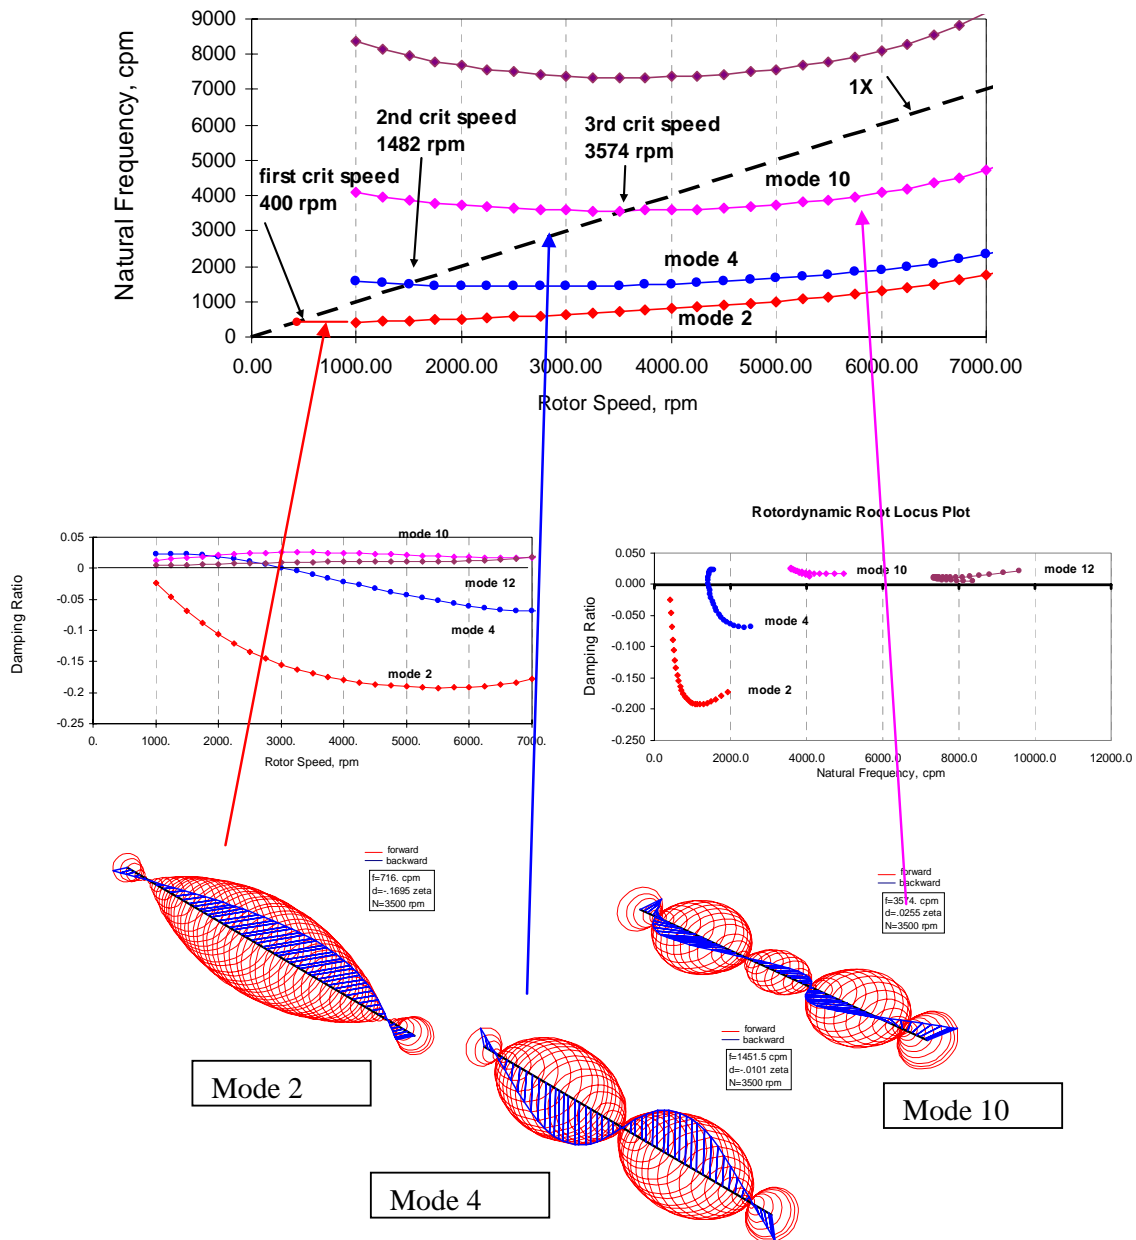 9000
8000
7000
6000
5000
4000
3000
2000
1000
0
Natural Frequency, cpm
1X
2nd crit speed
1482 rpm
3rd crit speed
3574 rpm
first crit speed
400 rpm
mode 10
mode 4
mode 2
0.00 1000.00 2000.00 3000.00 4000.00 5000.00 6000.00 7000.00
Rotor Speed, rpm
0.05
0
-0.05
-0.1
-0.15
-0.2
-0.25
Damping Ratio
mode 10
mode 12
mode 4
mode 2
0. 1000. 2000. 3000. 4000. 5000. 6000. 7000.
Rotor Speed, rpm
Rotordynamic Root Locus Plot
0.050
0.000
-0.050
-0.100
-0.150
-0.200
-0.250
Damping Ratio
mode 10
mode 12
mode 4
mode 2
0.0 2000.0 4000.0 6000.0 8000.0 10000.0 12000.0
Natural Frequency, cpm
forward
backward
f=716. cpm
d=-.1695 zeta
N=3500 rpm
Mode 2
forward
backward
f=3574. cpm
d=.0255 zeta
N=3500 rpm
Mode 10
forward
backward
f=1451.5 cpm
d=-.0101 zeta
N=3500 rpm
Mode 4